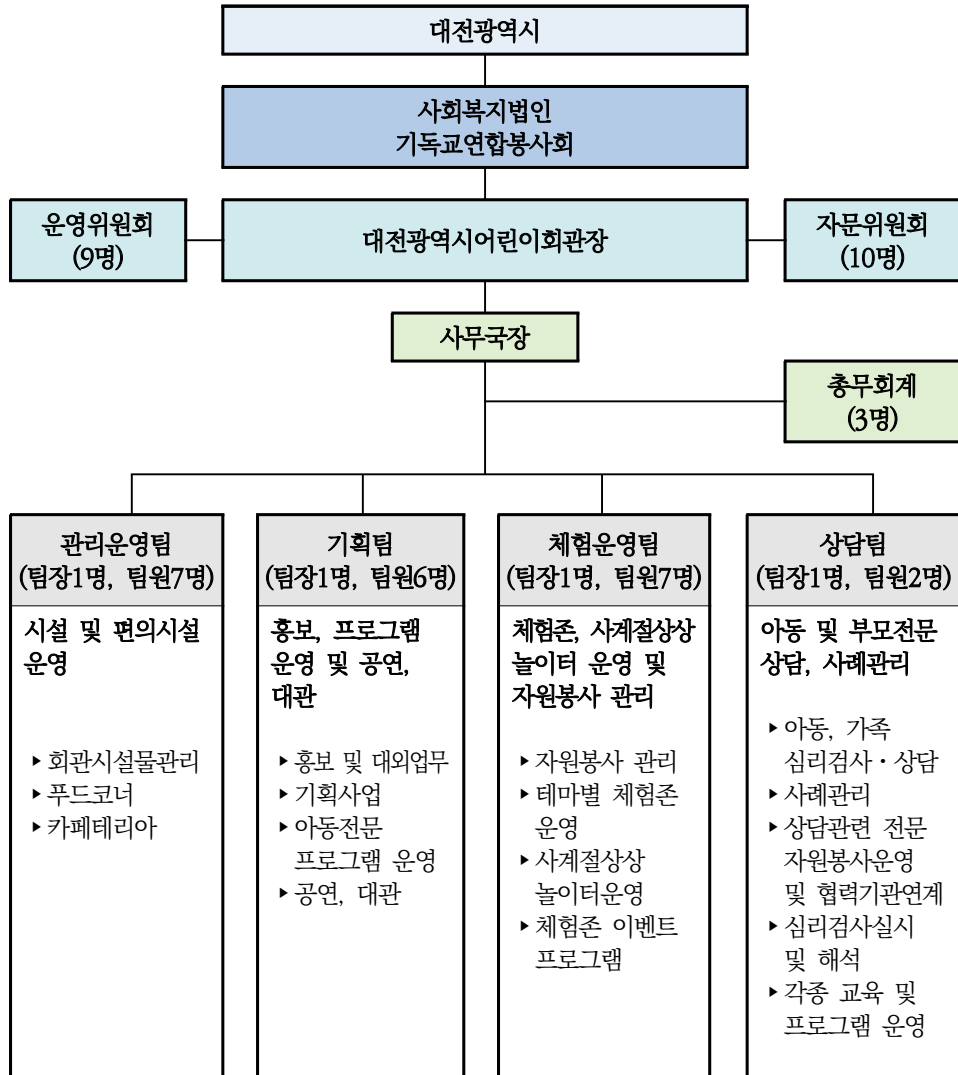 대전광역시
사회복지법인
기독교연합봉사회
운영위원회
(9명)
대전광역시어린이회관장
자문위원회
(10명)
사무국장
총무회계
(3명)
관리운영팀
(팀장1명, 팀원7명)
시설 및 편의시설
운영
▸회관시설물관리
▸푸드코너
▸카페테리아
기획팀
(팀장1명, 팀원6명)
홍보, 프로그램
운영 및 공연,
대관
▸홍보 및 대외업무
▸기획사업
▸아동전문
프로그램 운영
▸공연, 대관
체험운영팀
(팀장1명, 팀원7명)
체험존, 사계절상상
놀이터 운영 및
자원봉사 관리
▸자원봉사 관리
▸테마별 체험존
운영
▸사계절상상
놀이터운영
▸체험존 이벤트
프로그램
상담팀
(팀장1명, 팀원2명)
아동 및 부모전문
상담, 사례관리
▸아동, 가족
심리검사・상담
▸사례관리
▸상담관련 전문
자원봉사운영
및 협력기관연계
▸심리검사실시
및 해석
▸각종 교육 및
프로그램 운영